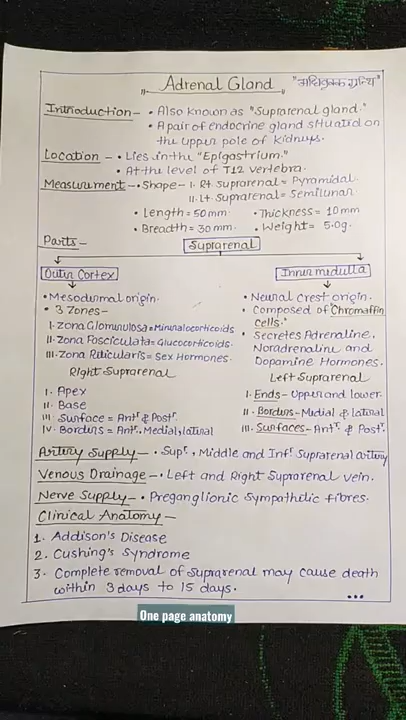 Adrenal Gland "अधिवृक्क ग्रन्थि"
Introduction - • Also known as "Suprarenal gland."
• A pair of endocrine gland situated on
the upper pole of kidneys.
Location - • Lies in the "Epigastrium."
• At the level of T12 vertebra.
Measurement - • Shape - I. Rt. suprarenal = Pyramidal
II. Lt. Suprarenal = Semilunar
• Length = 50mm • Thickness = 10mm
• Breadth = 30mm • Weight = 5.0g.
Parts - Suprarenal
Outer Cortex
• Mesodermal origin.
• 3 Zones -
I. Zona Glomerulosa = Mineralocorticoids
II. Zona Fasciculata = Glucocorticoids.
III. Zona Reticularis = Sex Hormones.
Right Suprarenal
I. Apex
II. Base
III. Surface = Antʳ & Postʳ.
IV. Borders = Antʳ, Medial, lateral
Inner medulla
• Neural Crest origin.
• Composed of "Chromaffin
cells."
• Secretes Adrenaline,
Noradrenaline and
Dopamine Hormones.
Left Suprarenal
I. Ends - Upper and lower
II. Borders - Medial & lateral
III. Surfaces - Antʳ & Postʳ.
Artery Supply - • Supʳ, Middle and Infʳ Suprarenal artery
Venous Drainage - • Left and Right Suprarenal vein.
Nerve Supply - • Preganglionic Sympathetic fibres.
Clinical Anatomy -
1. Addison's Disease
2. Cushing's Syndrome
3. Complete removal of Suprarenal may cause death
within 3 days to 15 days.
...
One page anatomy